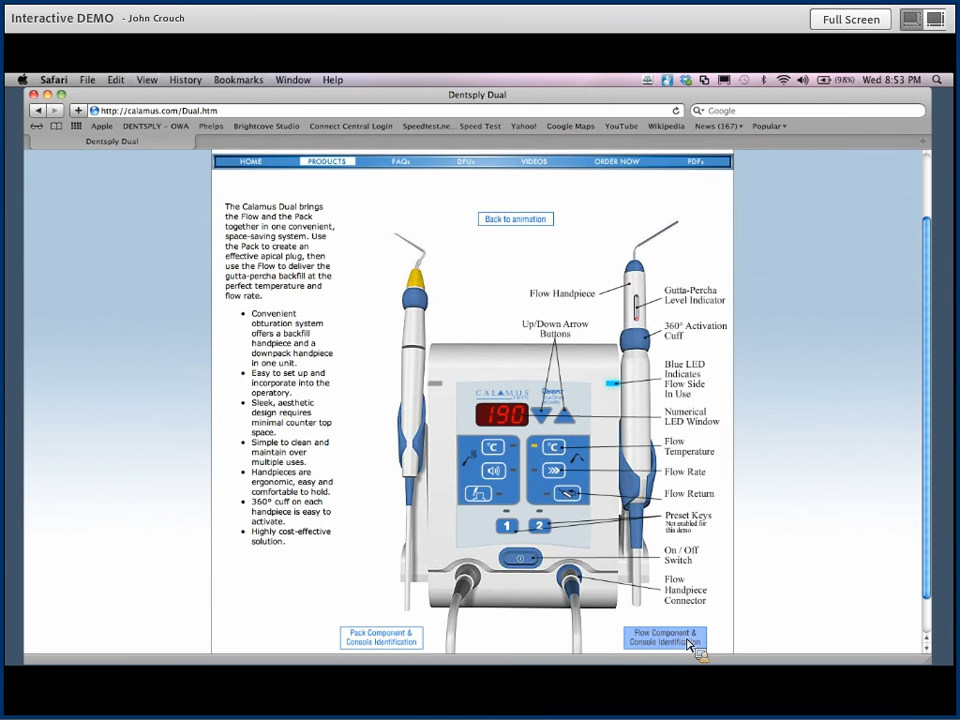 Interactive DEMO - John Crouch
Full Screen
Safari File Edit View History Bookmarks Window Help
(98%) Wed 8:53 PM
Dentsply Dual
http://calamus.com/Dual.htm
Google
Apple DENTSPLY – OWA Phelps Brightcove Studio Connect Central Login Speedtest.ne... Speed Test Yahoo! Google Maps YouTube Wikipedia News (167) Popular
Dentsply Dual
HOME PRODUCTS FAQs DFUs VIDEOS ORDER NOW PDFs
The Calamus Dual brings
the Flow and the Pack
together in one convenient,
space-saving system. Use
the Pack to create an
effective apical plug, then
use the Flow to deliver the
gutta-percha backfill at the
perfect temperature and
flow rate.
• Convenient
obturation system
offers a backfill
handpiece and a
downpack handpiece
in one unit.
• Easy to set up and
incorporate into the
operatory.
• Sleek, aesthetic
design requires
minimal counter top
space.
• Simple to clean and
maintain over
multiple uses.
• Handpieces are
ergonomic, easy and
comfortable to hold.
• 360° cuff on each
handpiece is easy to
activate.
• Highly cost-effective
solution.
Back to animation
Flow Handpiece
Gutta-Percha
Level Indicator
Up/Down Arrow
Buttons
360° Activation
Cuff
Blue LED
Indicates
Flow Side
In Use
CALAMUS
190
Numerical
LED Window
°C
°C
Flow
Temperature
Flow Rate
Flow Return
1
2
Preset Keys
Not enabled for
this demo
On / Off
Switch
Flow
Handpiece
Connector
Pack Component &
Console Identification
Flow Component &
Console Identification